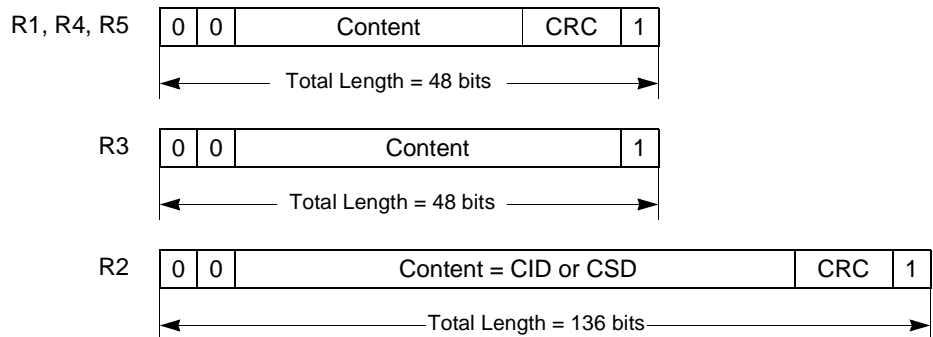 R1, R4, R5 0 0 Content CRC 1
Total Length = 48 bits
R3 0 0 Content 1
Total Length = 48 bits
R2 0 0 Content = CID or CSD CRC 1
Total Length = 136 bits